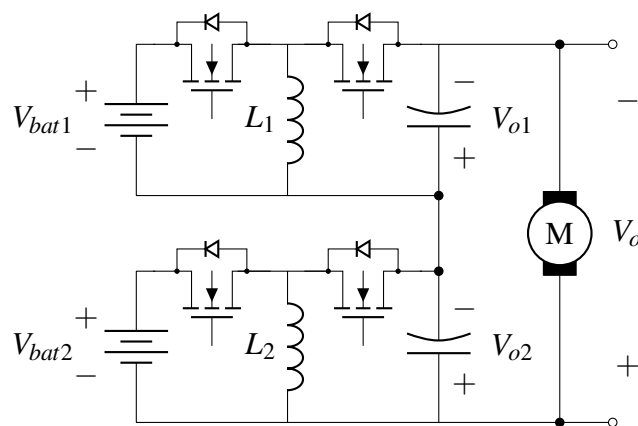 + − +
V_bat1 L_1 V_o1 −
− +
M V_o
+ − +
V_bat2 L_2 V_o2
− +